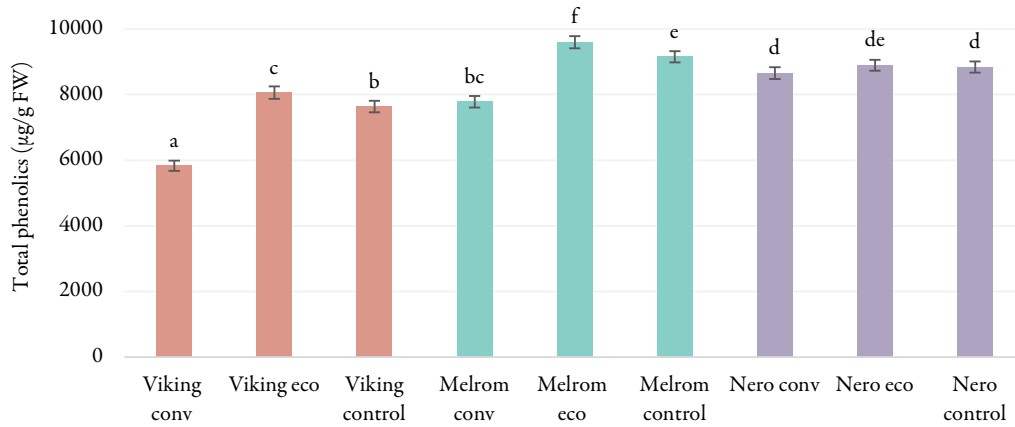 Total phenolics (µg/g FW)
10000
8000
6000
4000
2000
0
a
c
b
bc
f
e
d
de
d
Viking
conv
Viking eco
Viking
control
Melrom
conv
Melrom
eco
Melrom
control
Nero conv
Nero eco
Nero
control